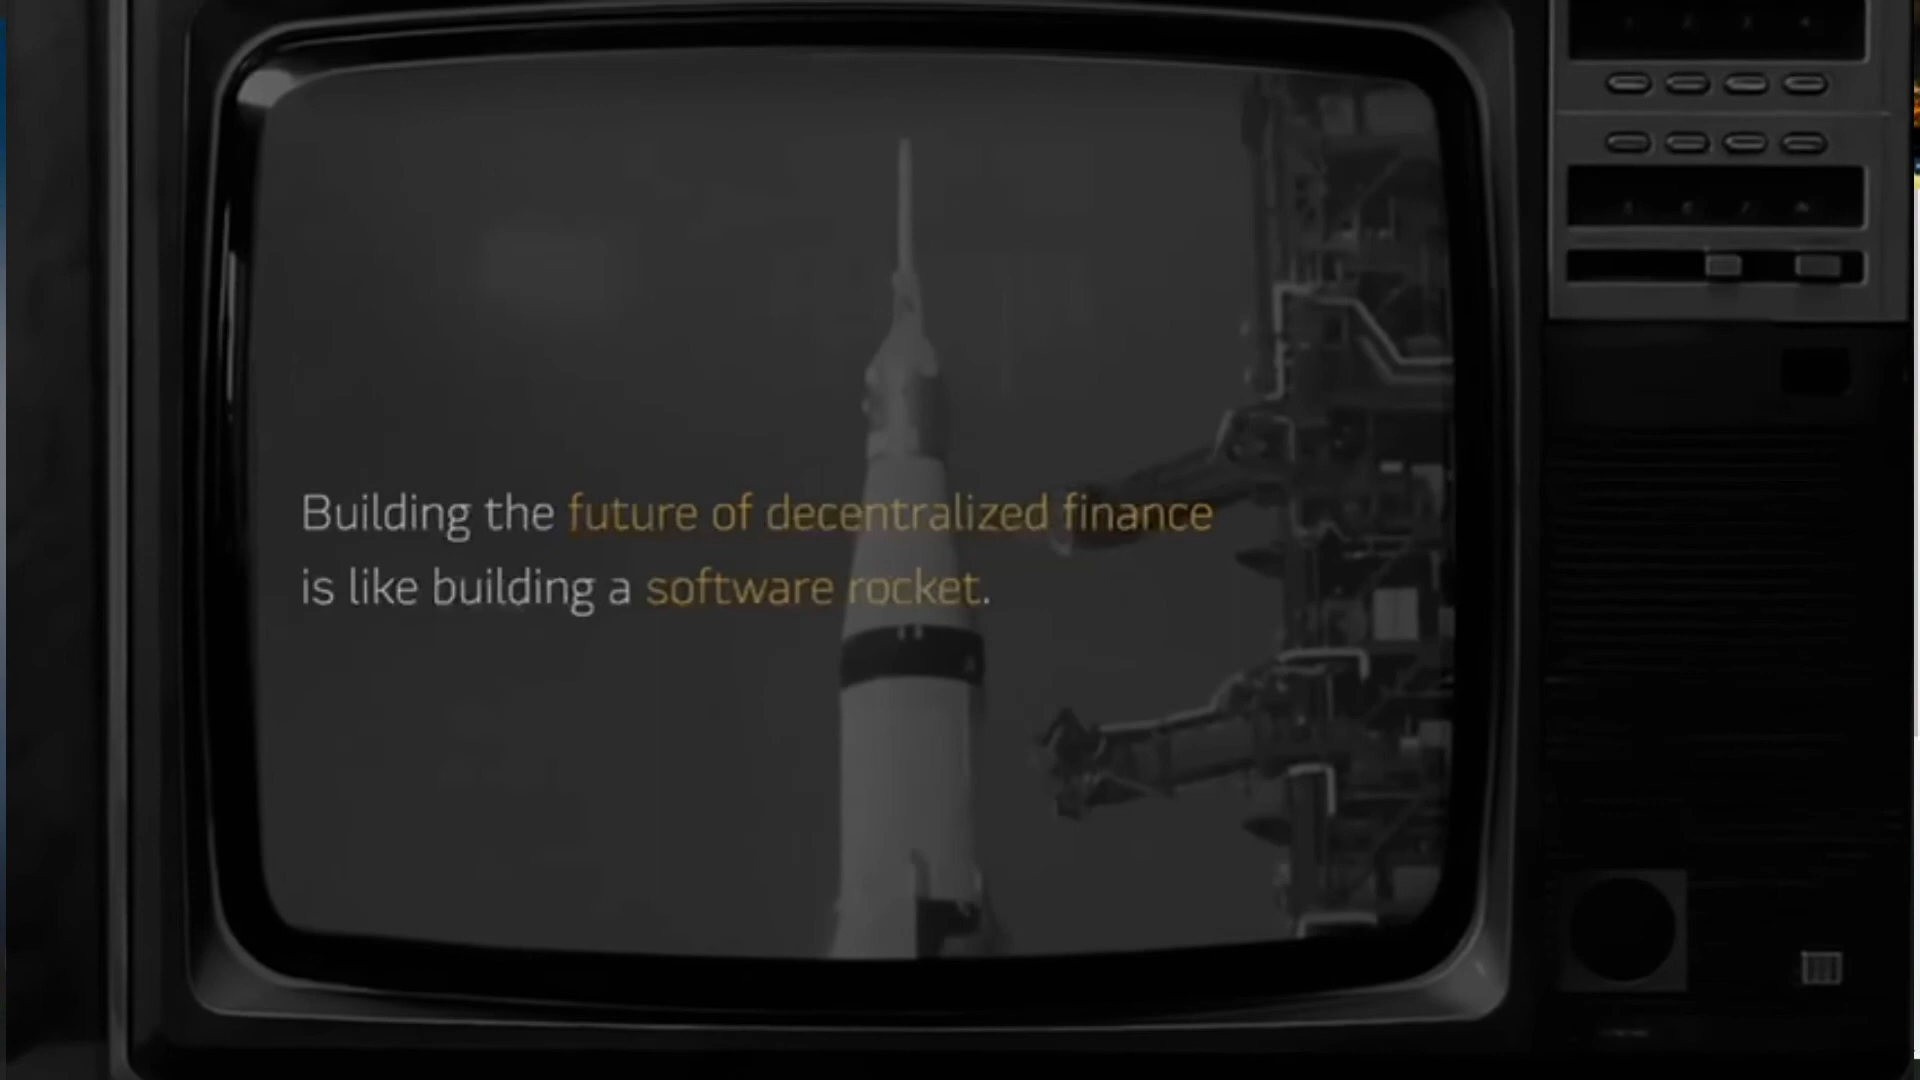 Building the future of decentralized finance
is like building a software rocket.